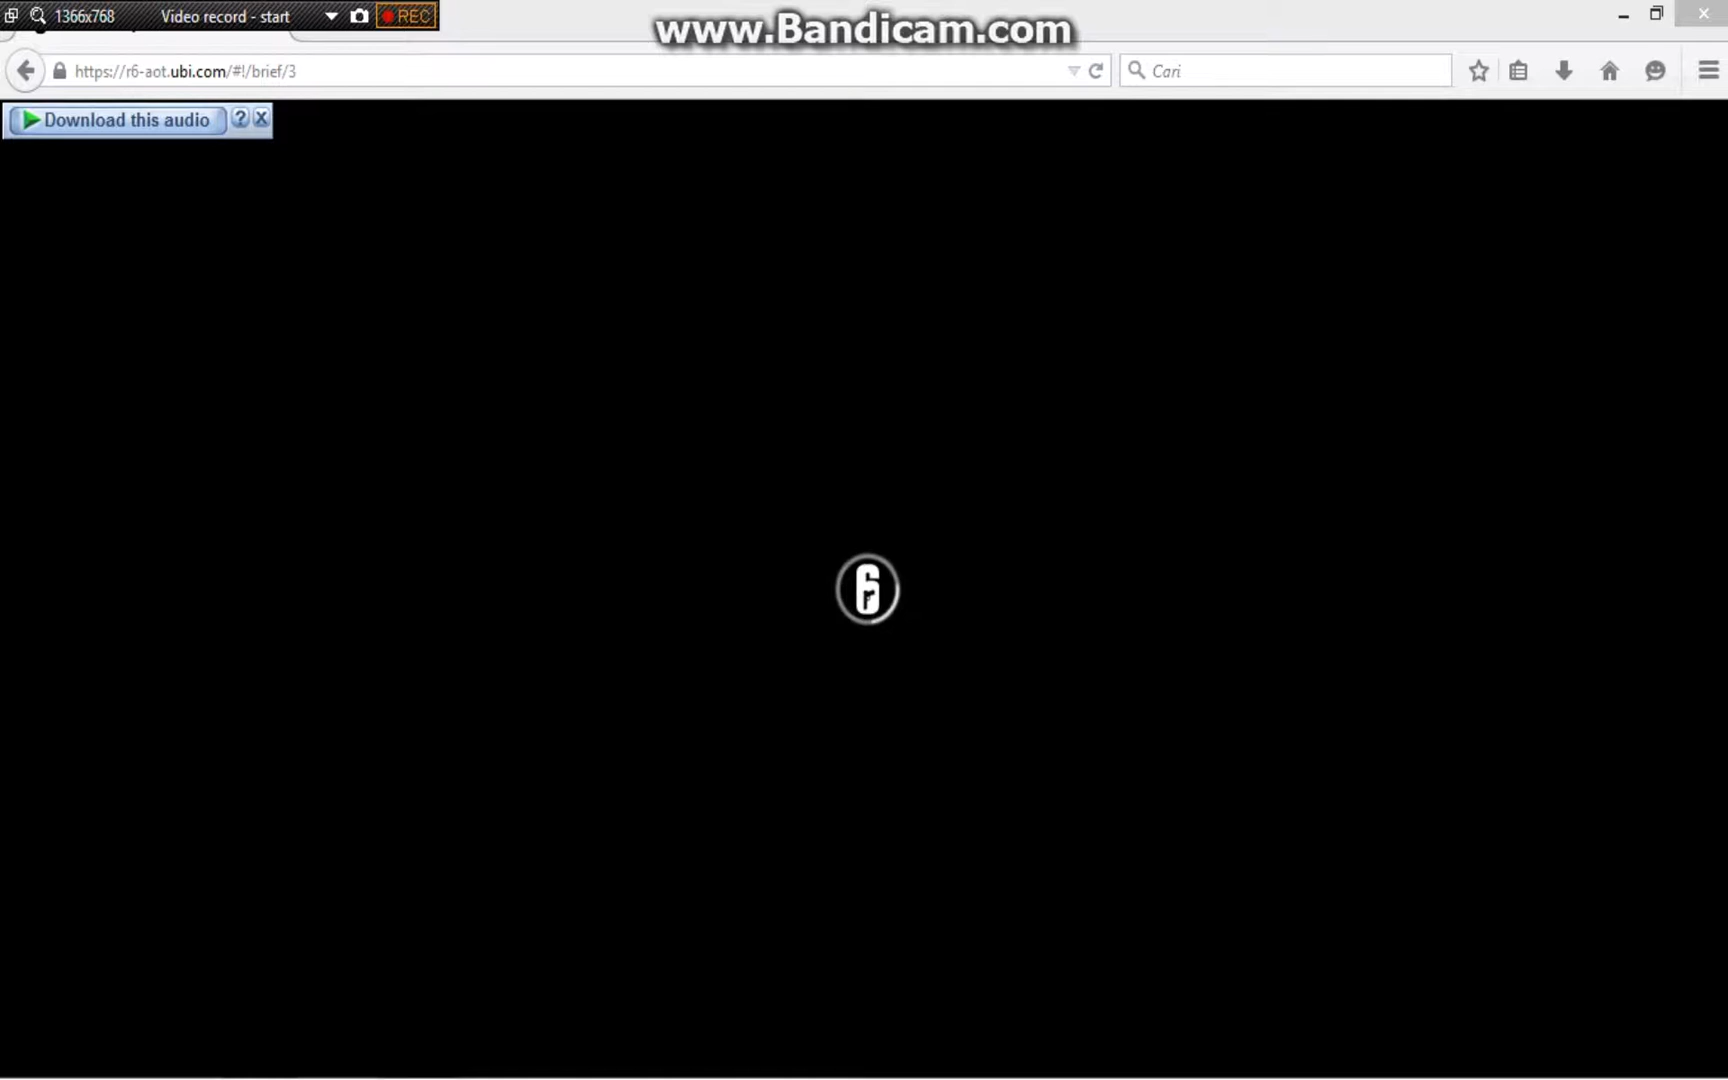 1366x768 Video record - start REC
www.Bandicam.com
https://r6-aot.ubi.com/#!/brief/3 Cari
Download this audio ? X
6